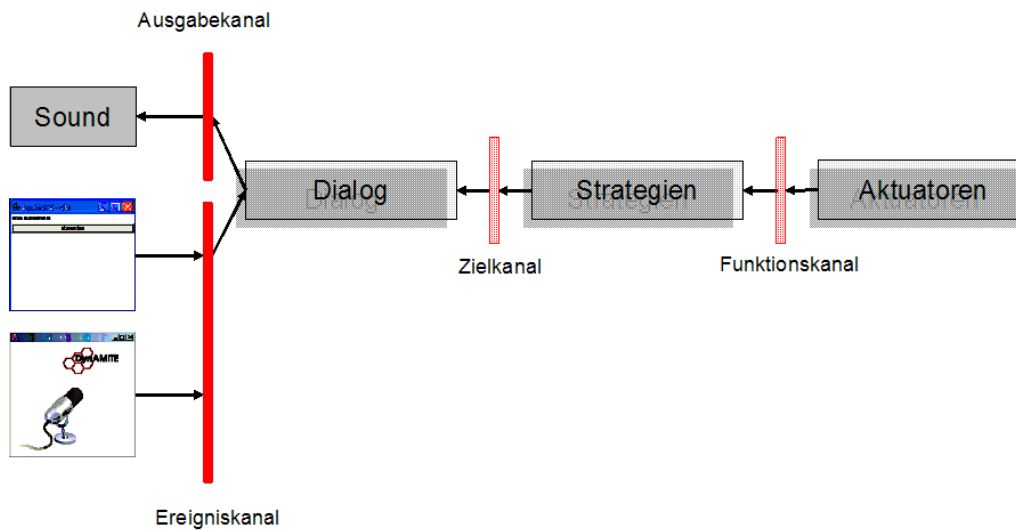 Ausgabekanal
Sound
Dialog
Strategien
Aktuatoren
Zielkanal
Funktionskanal
DynAMITE
Ereigniskanal